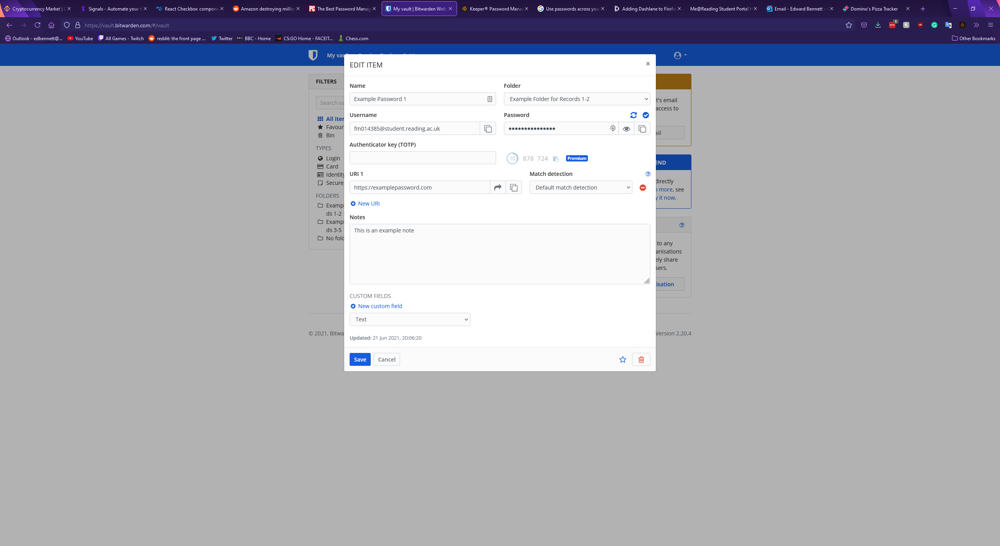 Cryptocurrency Market | C
Signals - Automate your t
React Checkbox compone
Amazon destroying millio
The Best Password Manag
My vault | Bitwarden Web
Keeper® Password Manag
Use passwords across you
Adding Dashlane to Firefo
Me@Reading Student Portal H
Email - Edward Bennett - O
Domino's Pizza Tracker
https://vault.bitwarden.com/#/vault
1
Outlook - edbennett@...
YouTube
All Games - Twitch
reddit: the front page ...
Twitter
BBC - Home
CS:GO Home - FACEIT...
Chess.com
Other Bookmarks
My vault
EDIT ITEM
FILTERS
Search va
All iter
Favour
Bin
TYPES
Login
Card
Identity
Secure
FOLDERS
Examp
ds 1-2
Examp
ds 3-5
No fold
Name
Example Password 1
Folder
Example Folder for Records 1-2
Username
fm014385@student.reading.ac.uk
Password
•••••••••••••••
Authenticator key (TOTP)
10 878 724 Premium
URI 1
https://examplepassword.com
Match detection
Default match detection
New URI
Notes
This is an example note
CUSTOM FIELDS
New custom field
Text
Updated: 21 Jun 2021, 20:06:20
Save
Cancel
t's email
access to
ail
END
directly
n more, see
y it now.
to any
anisations
ely share
sers.
isation
© 2021, Bitwa
Version 2.20.4